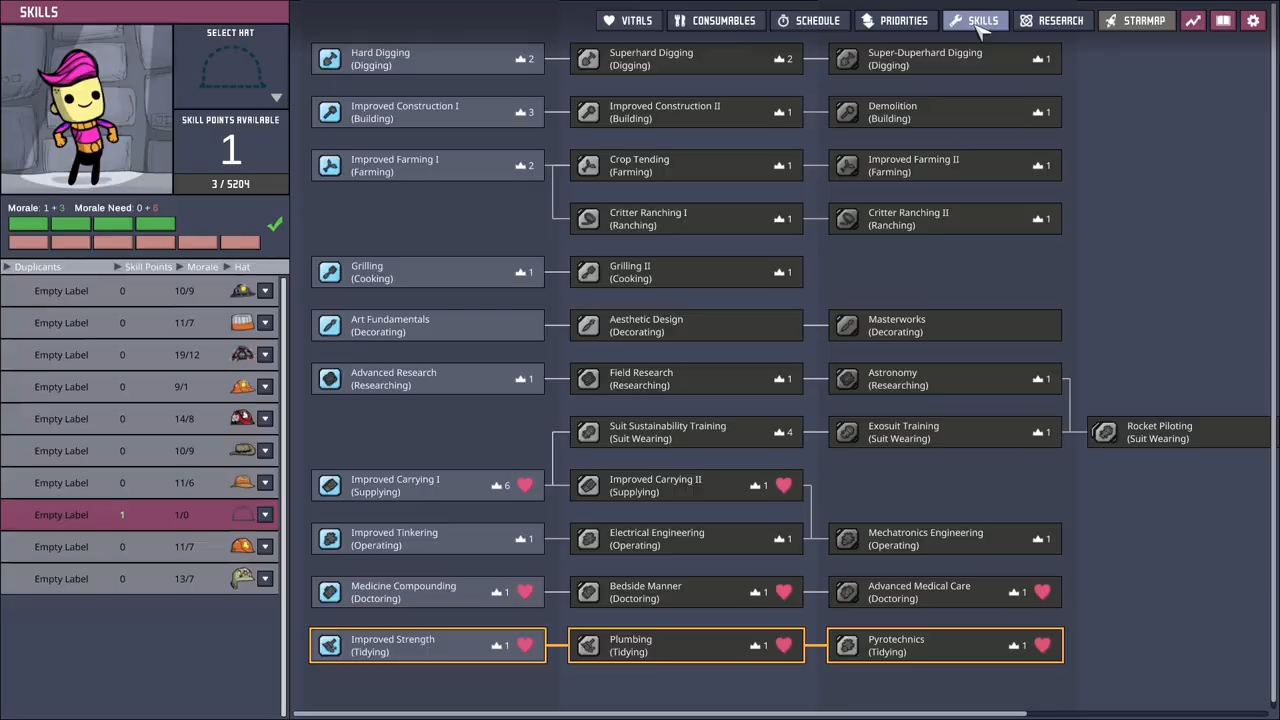 SKILLS
VITALS CONSUMABLES SCHEDULE PRIORITIES SKILLS RESEARCH STARMAP
SELECT HAT
SKILL POINTS AVAILABLE
1
3 / 5204
Morale: 1 + 3 Morale Need: 0 + 6
Duplicants Skill Points Morale Hat
Empty Label 0 10/9
Empty Label 0 11/7
Empty Label 0 19/12
Empty Label 0 9/1
Empty Label 0 14/8
Empty Label 0 10/9
Empty Label 0 11/6
Empty Label 1 1/0
Empty Label 0 11/7
Empty Label 0 13/7
Hard Digging
(Digging) 2
Superhard Digging
(Digging) 2
Super-Duperhard Digging
(Digging) 1
Improved Construction I
(Building) 3
Improved Construction II
(Building) 1
Demolition
(Building) 1
Improved Farming I
(Farming) 2
Crop Tending
(Farming) 1
Improved Farming II
(Farming) 1
Critter Ranching I
(Ranching) 1
Critter Ranching II
(Ranching) 1
Grilling
(Cooking) 1
Grilling II
(Cooking) 1
Art Fundamentals
(Decorating)
Aesthetic Design
(Decorating)
Masterworks
(Decorating)
Advanced Research
(Researching) 1
Field Research
(Researching) 1
Astronomy
(Researching) 1
Suit Sustainability Training
(Suit Wearing) 4
Exosuit Training
(Suit Wearing) 1
Rocket Piloting
(Suit Wearing)
Improved Carrying I
(Supplying) 6
Improved Carrying II
(Supplying) 1
Improved Tinkering
(Operating) 1
Electrical Engineering
(Operating) 1
Mechatronics Engineering
(Operating) 1
Medicine Compounding
(Doctoring) 1
Bedside Manner
(Doctoring) 1
Advanced Medical Care
(Doctoring) 1
Improved Strength
(Tidying) 1
Plumbing
(Tidying) 1
Pyrotechnics
(Tidying) 1